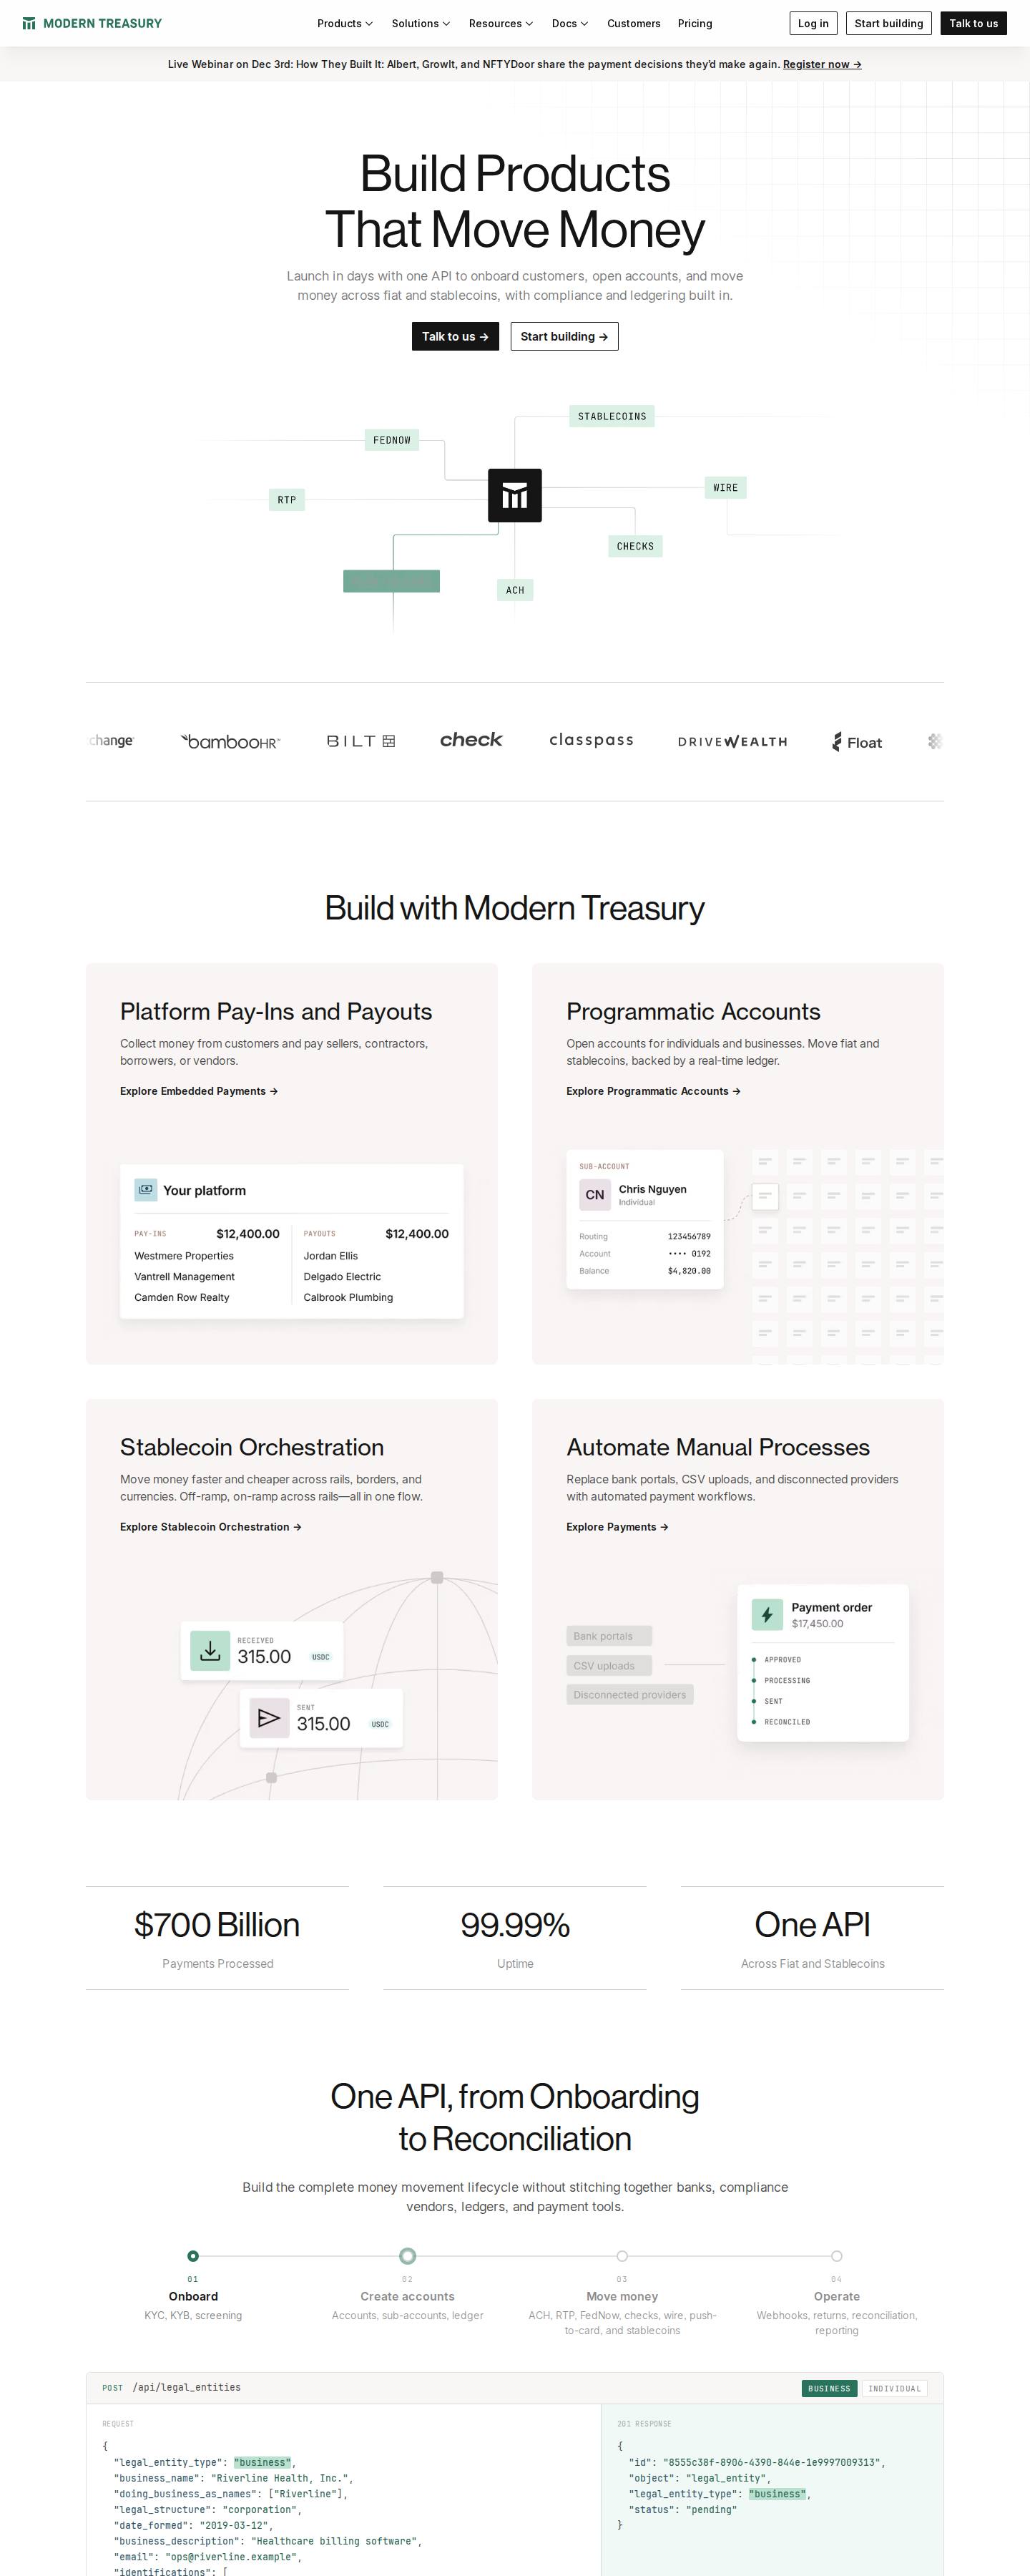 MODERN TREASURY
Products
Solutions
Resources
Docs
Customers
Pricing
Log in
Start building
Talk to us
Live Webinar on Dec 3rd: How They Built It: Albert, GrowIt, and NFTYDoor share the payment decisions they'd make again. Register now →
Build Products
That Move Money
Launch in days with one API to onboard customers, open accounts, and move
money across fiat and stablecoins, with compliance and ledgering built in.
Talk to us →
Start building →
STABLECOINS
FEDNOW
WIRE
RTP
CHECKS
ACH
change
bambooHR™
BILT
check
classpass
DRIVEWEALTH
Float
Build with Modern Treasury
Platform Pay-Ins and Payouts
Collect money from customers and pay sellers, contractors,
borrowers, or vendors.
Explore Embedded Payments →
Your platform
PAY-INS $12,400.00
Westmere Properties
Vantrell Management
Camden Row Realty
PAYOUTS $12,400.00
Jordan Ellis
Delgado Electric
Calbrook Plumbing
Programmatic Accounts
Open accounts for individuals and businesses. Move fiat and
stablecoins, backed by a real-time ledger.
Explore Programmatic Accounts →
SUB-ACCOUNT
CN
Chris Nguyen
Individual
Routing 123456789
Account •••• 0192
Balance $4,820.00
Stablecoin Orchestration
Move money faster and cheaper across rails, borders, and
currencies. Off-ramp, on-ramp across rails—all in one flow.
Explore Stablecoin Orchestration →
RECEIVED
315.00 USDC
SENT
315.00 USDC
Automate Manual Processes
Replace bank portals, CSV uploads, and disconnected providers
with automated payment workflows.
Explore Payments →
Bank portals
CSV uploads
Disconnected providers
Payment order
$17,450.00
APPROVED
PROCESSING
SENT
RECONCILED
$700 Billion
Payments Processed
99.99%
Uptime
One API
Across Fiat and Stablecoins
One API, from Onboarding
to Reconciliation
Build the complete money movement lifecycle without stitching together banks, compliance
vendors, ledgers, and payment tools.
01
Onboard
KYC, KYB, screening
02
Create accounts
Accounts, sub-accounts, ledger
03
Move money
ACH, RTP, FedNow, checks, wire, push-
to-card, and stablecoins
04
Operate
Webhooks, returns, reconciliation,
reporting
POST /api/legal_entities
BUSINESS
INDIVIDUAL
REQUEST
{
"legal_entity_type": "business",
"business_name": "Riverline Health, Inc.",
"doing_business_as_names": ["Riverline"],
"legal_structure": "corporation",
"date_formed": "2019-03-12",
"business_description": "Healthcare billing software",
"email": "ops@riverline.example",
"identifications": [
201 RESPONSE
{
"id": "8555c38f-8906-4390-844e-1e9997009313",
"object": "legal_entity",
"legal_entity_type": "business",
"status": "pending"
}